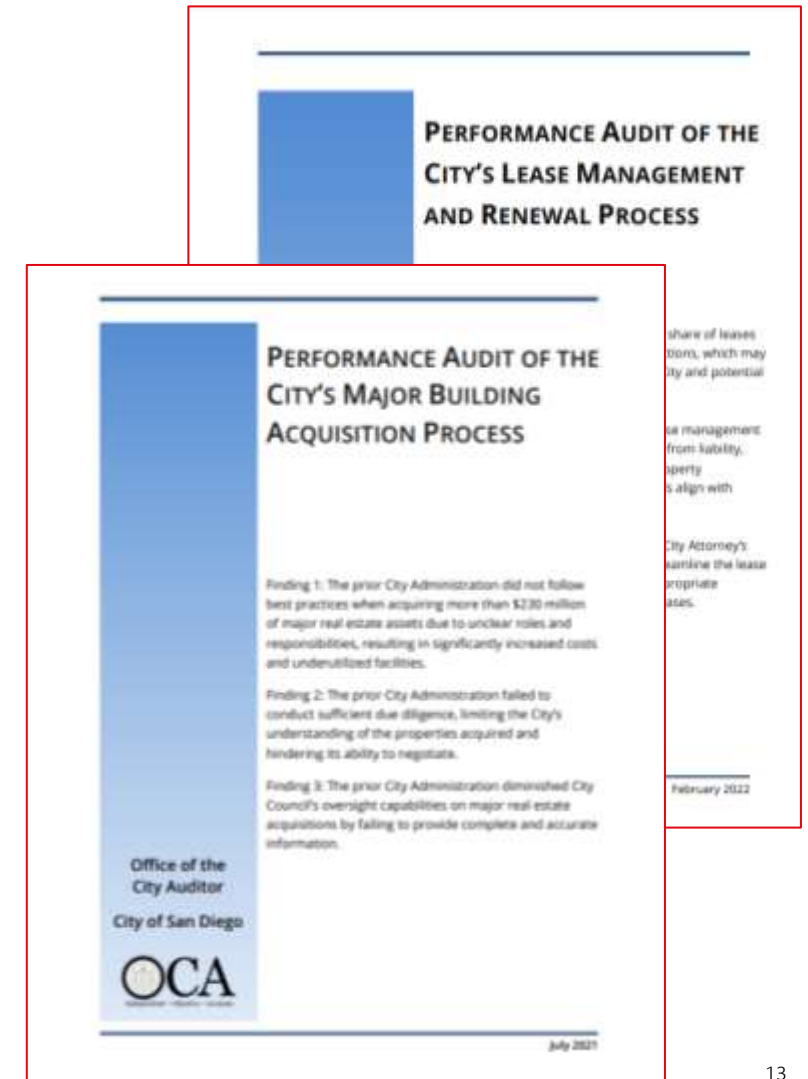 PERFORMANCE AUDIT OF THE
CITY'S LEASE MANAGEMENT
AND RENEWAL PROCESS
share of leases
tions, which may
ity and potential
se management
from liability,
operty
s align with
City Attorney's
eamline the lease
propriate
ases.
February 2022
PERFORMANCE AUDIT OF THE
CITY'S MAJOR BUILDING
ACQUISITION PROCESS
Finding 1: The prior City Administration did not follow
best practices when acquiring more than $230 million
of major real estate assets due to unclear roles and
responsibilities, resulting in significantly increased costs
and underutilized facilities.
Finding 2: The prior City Administration failed to
conduct sufficient due diligence, limiting the City's
understanding of the properties acquired and
hindering its ability to negotiate.
Finding 3: The prior City Administration diminished City
Council's oversight capabilities on major real estate
acquisitions by failing to provide complete and accurate
information.
Office of the
City Auditor
City of San Diego
OCA
July 2021
13